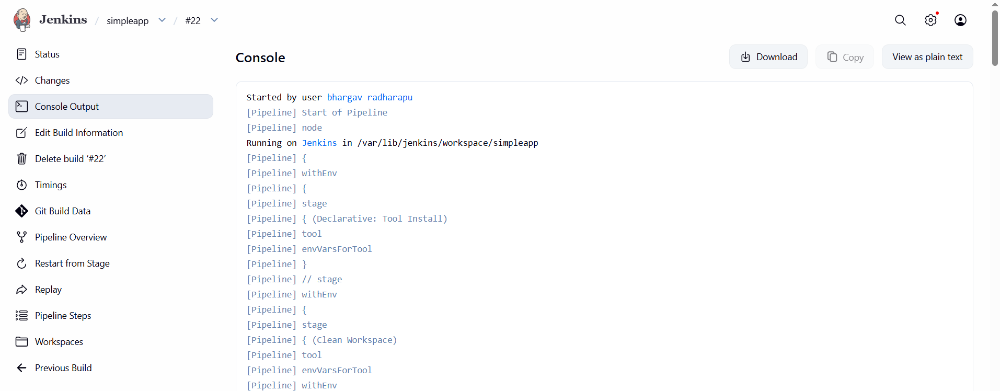 Jenkins / simpleapp / #22
Status
Changes
Console Output
Edit Build Information
Delete build ‘#22’
Timings
Git Build Data
Pipeline Overview
Restart from Stage
Replay
Pipeline Steps
Workspaces
Previous Build
Console
Download
Copy
View as plain text
Started by user bhargav radharapu
[Pipeline] Start of Pipeline
[Pipeline] node
Running on Jenkins in /var/lib/jenkins/workspace/simpleapp
[Pipeline] {
[Pipeline] withEnv
[Pipeline] {
[Pipeline] stage
[Pipeline] { (Declarative: Tool Install)
[Pipeline] tool
[Pipeline] envVarsForTool
[Pipeline] }
[Pipeline] // stage
[Pipeline] withEnv
[Pipeline] {
[Pipeline] stage
[Pipeline] { (Clean Workspace)
[Pipeline] tool
[Pipeline] envVarsForTool
[Pipeline] withEnv